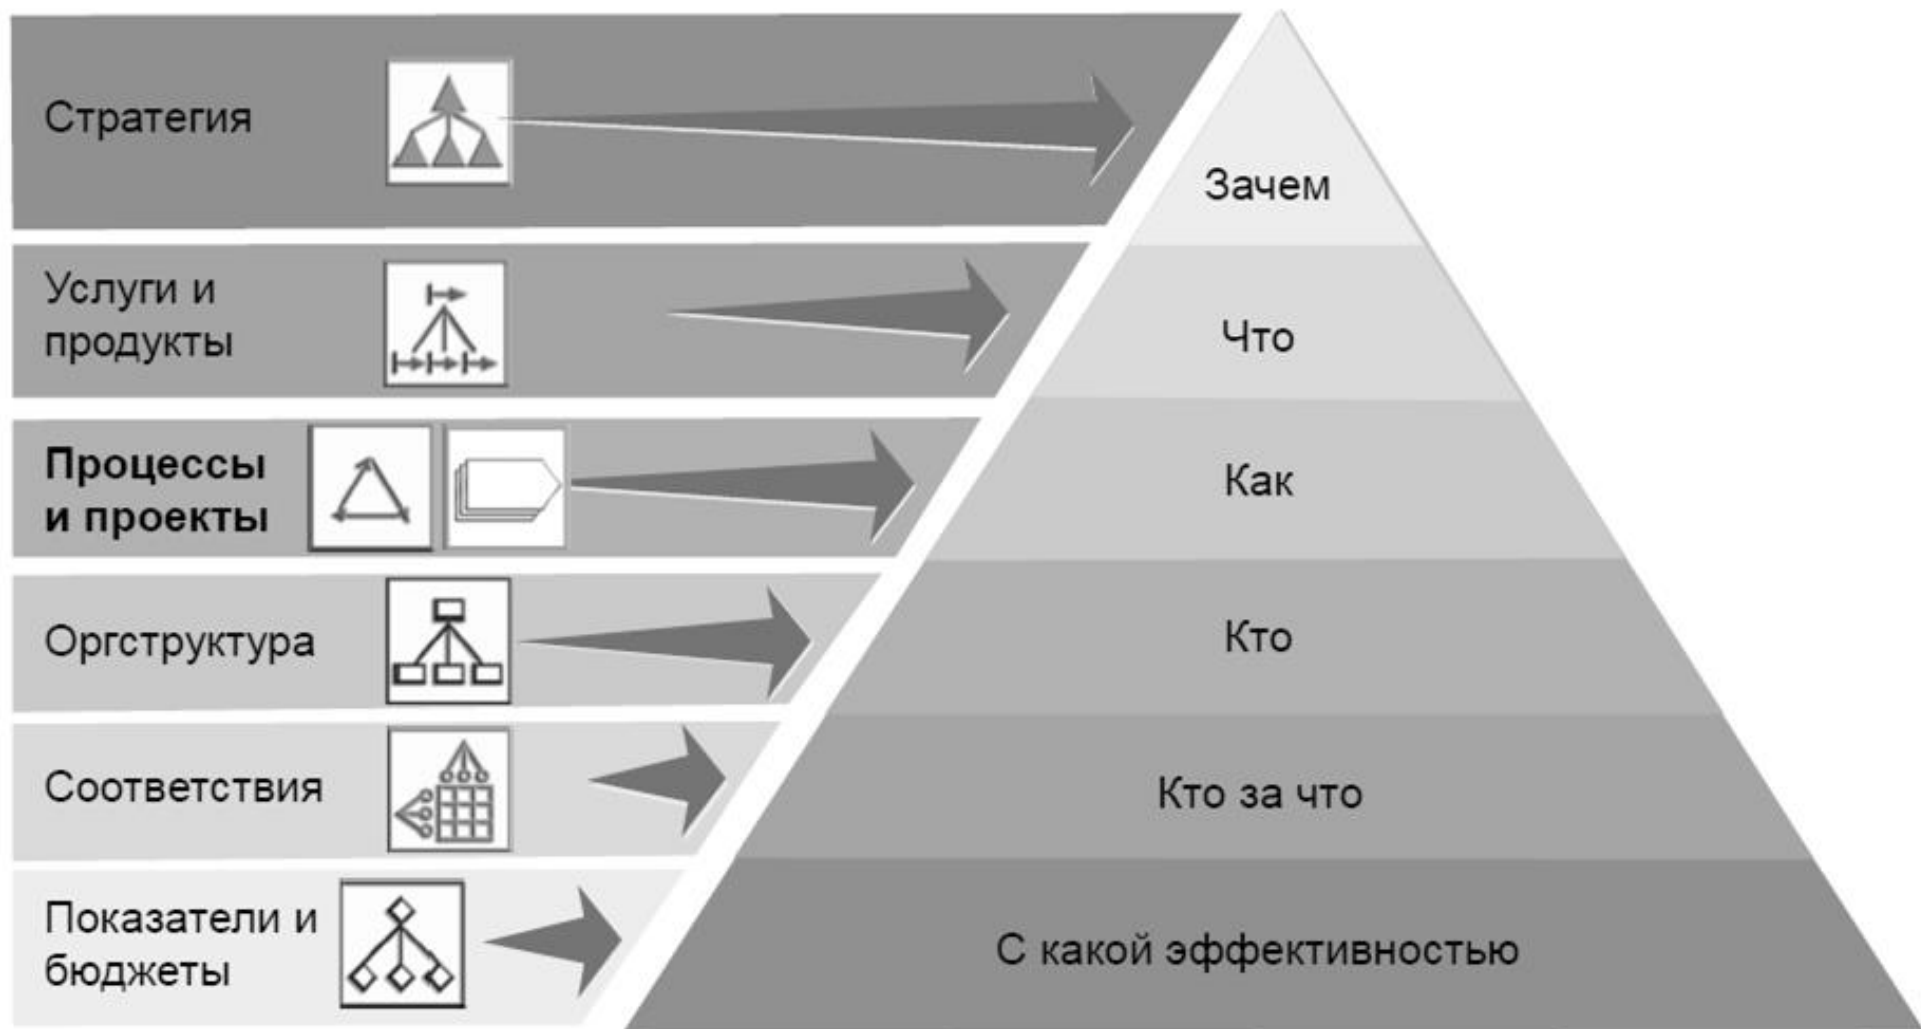 Стратегия
Зачем
Услуги и
продукты
Что
Процессы
и проекты
Как
Оргструктура
Кто
Соответствия
Кто за что
Показатели и
бюджеты
С какой эффективностью